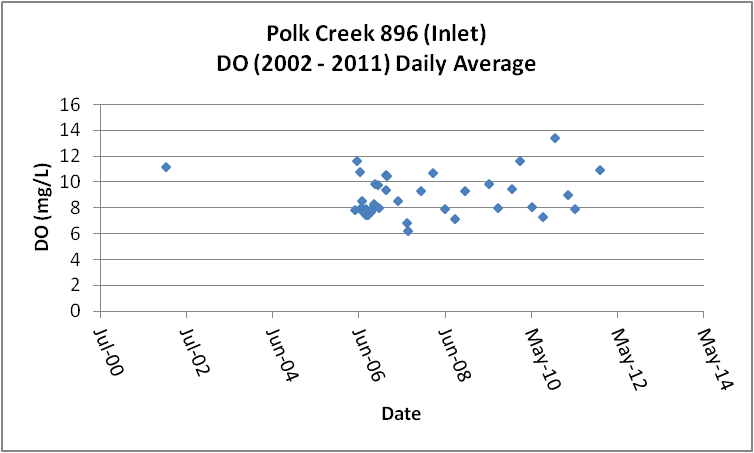 Polk Creek 896 (Inlet)
DO (2002 - 2011) Daily Average
DO (mg/L)
16
14
12
10
8
6
4
2
0
Jul-00
Jul-02
Jun-04
Jun-06
Jun-08
May-10
May-12
May-14
Date